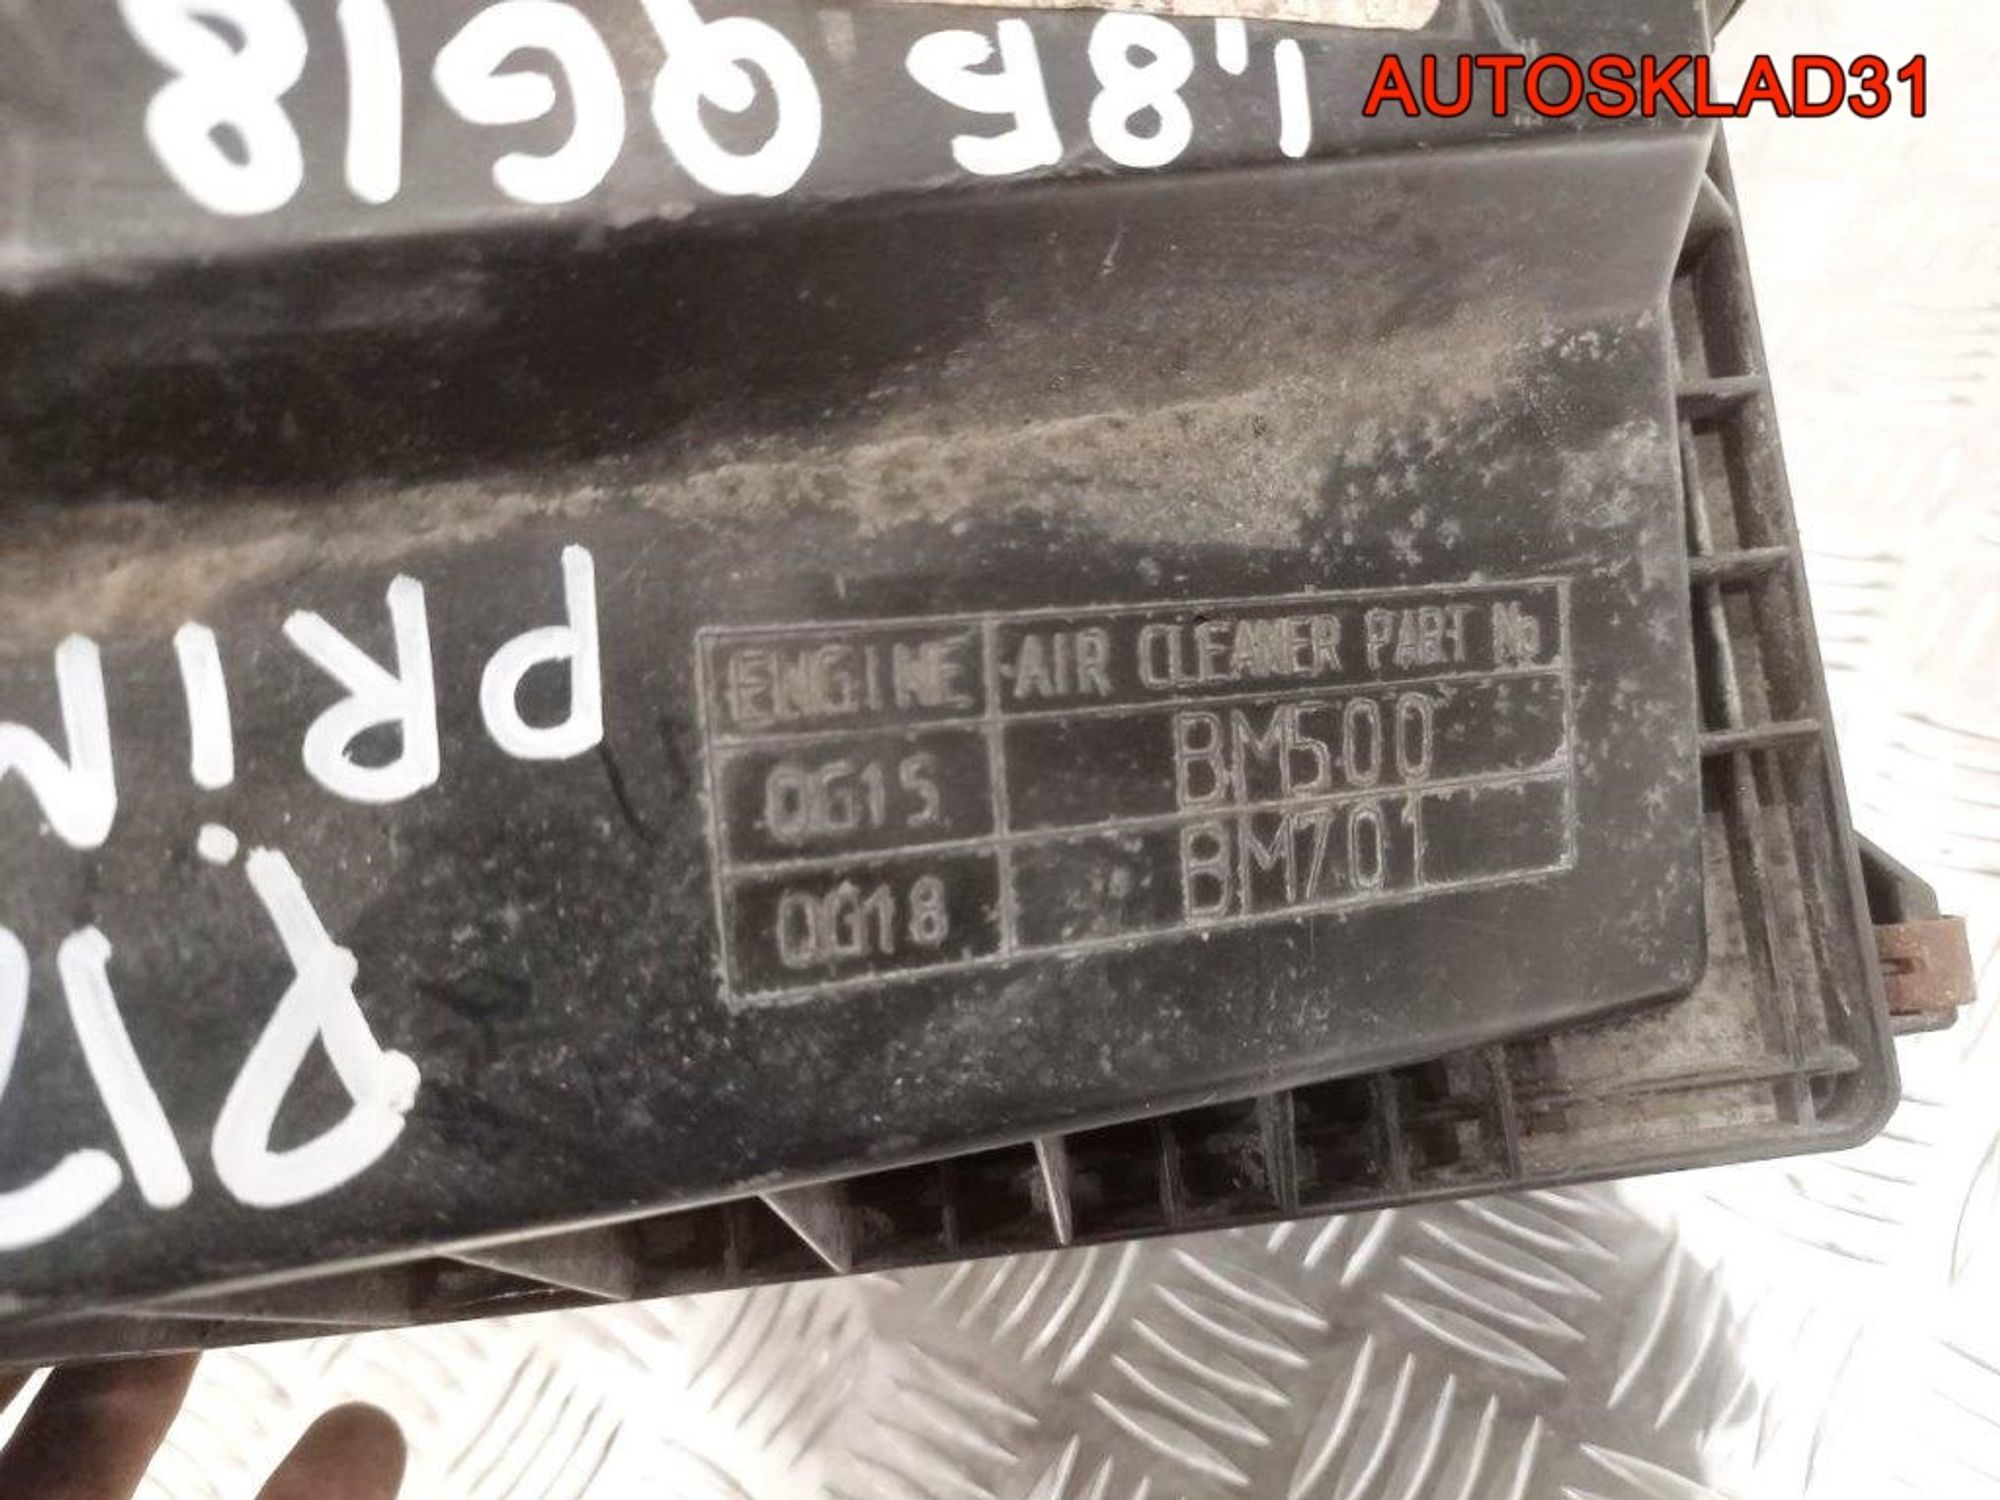 AUTOSKLAD31
1,8Б QG18
ENGINE AIR CLEANER PART No
QG15 BM500
QG18 BM701
PRiM